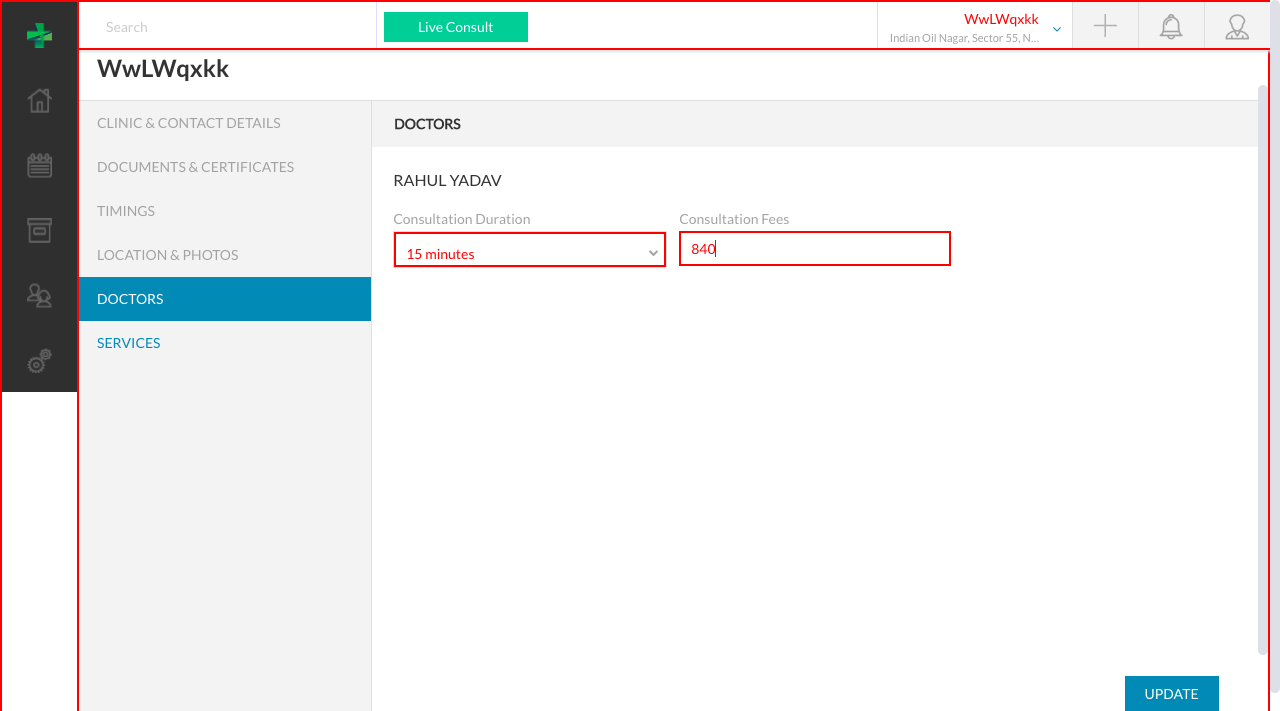 Search
Live Consult
WwLWqxkk
Indian Oil Nagar, Sector 55, N...
WwLWqxkk
CLINIC & CONTACT DETAILS
DOCUMENTS & CERTIFICATES
TIMINGS
LOCATION & PHOTOS
DOCTORS
SERVICES
DOCTORS
RAHUL YADAV
Consultation Duration
Consultation Fees
15 minutes
840
UPDATE